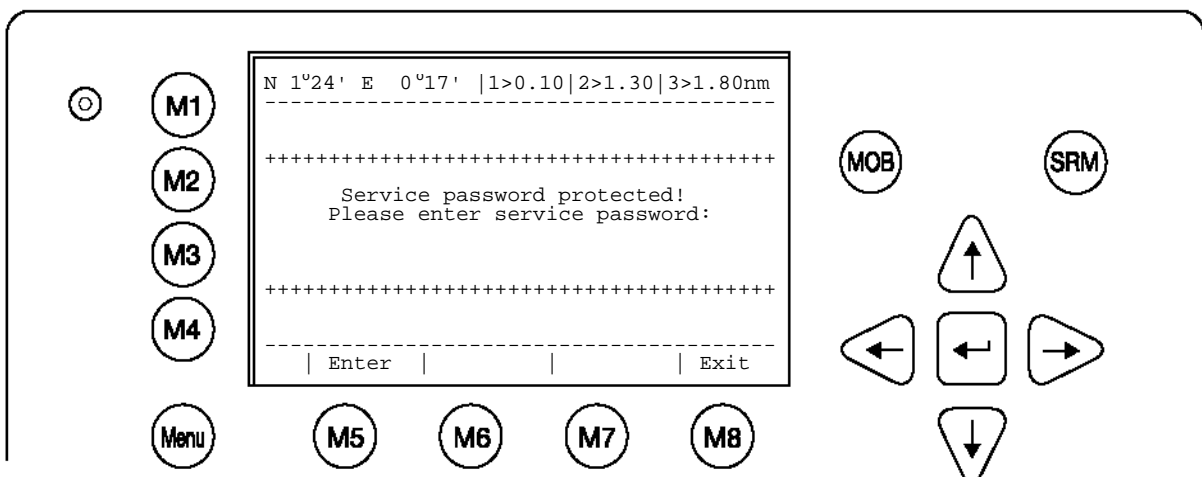 N 1°24' E  0°17' |1>0.10|2>1.30|3>1.80nm
----------------------------------------
++++++++++++++++++++++++++++++++++++++++
Service password protected!
Please enter service password:
++++++++++++++++++++++++++++++++++++++++
----------------------------------------
| Enter | | | Exit
M1
M2
M3
M4
Menu
M5
M6
M7
M8
MOB
SRM